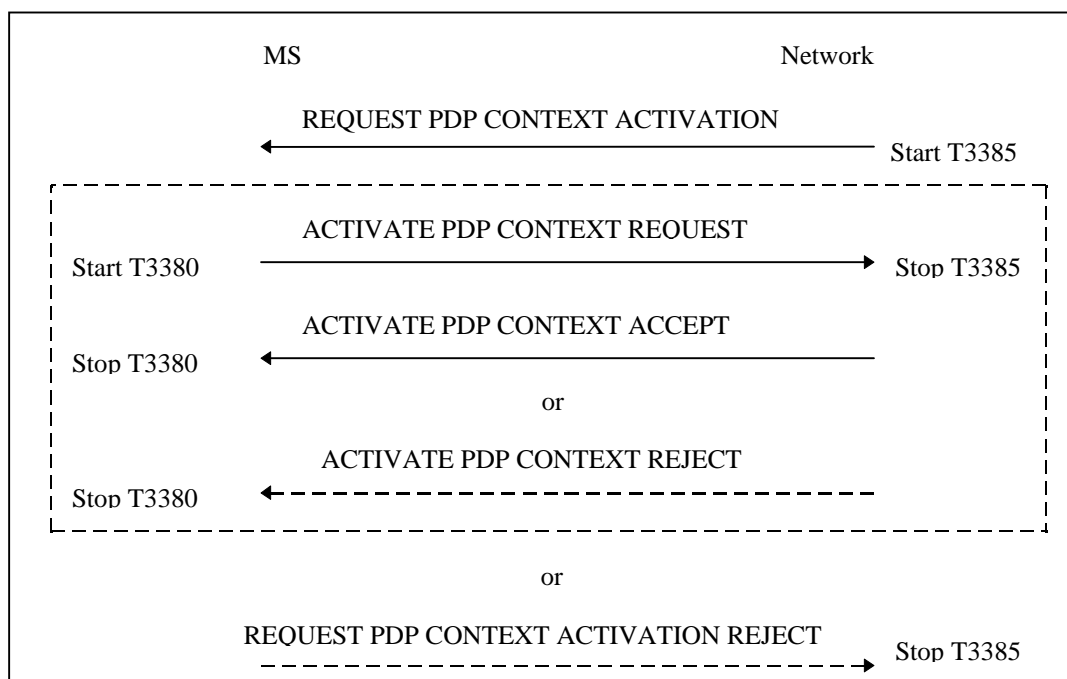 MS Network
REQUEST PDP CONTEXT ACTIVATION
Start T3385
ACTIVATE PDP CONTEXT REQUEST
Start T3380 Stop T3385
ACTIVATE PDP CONTEXT ACCEPT
Stop T3380
or
ACTIVATE PDP CONTEXT REJECT
Stop T3380
or
REQUEST PDP CONTEXT ACTIVATION REJECT
Stop T3385